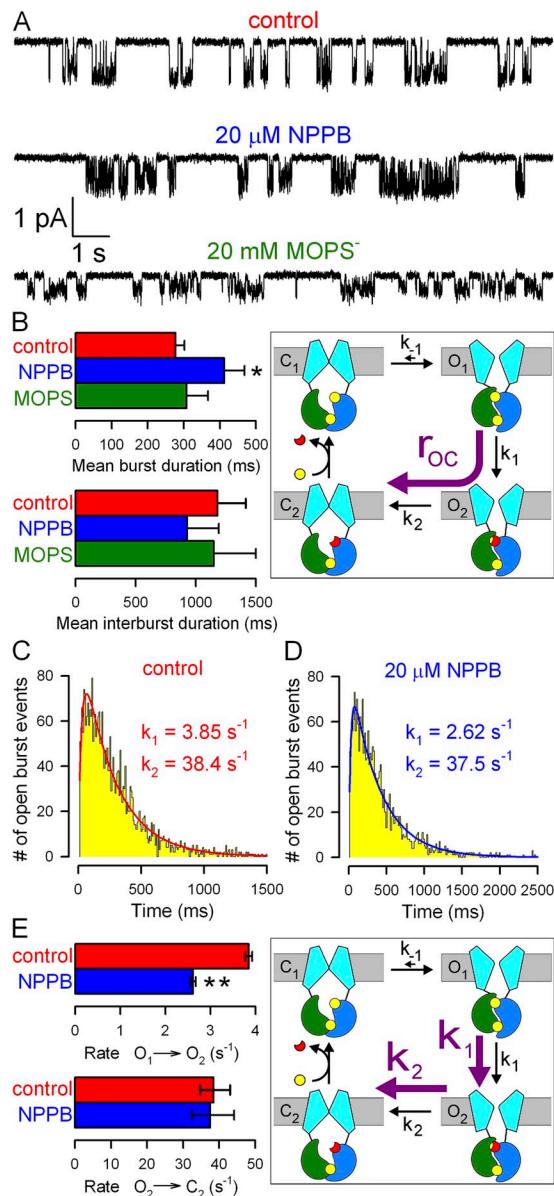 A
control
20 μM NPPB
1 pA
1 s
20 mM MOPS⁻
B
control
NPPB
*
MOPS
0 100 200 300 400 500
Mean burst duration (ms)
control
NPPB
MOPS
0 500 1000 1500
Mean interburst duration (ms)
C₁
k₋₁
O₁
r_OC
k₁
C₂
k₂
O₂
C
control
k₁ = 3.85 s⁻¹
k₂ = 38.4 s⁻¹
# of open burst events
80
60
40
20
0
0 500 1000 1500
Time (ms)
D
20 μM NPPB
k₁ = 2.62 s⁻¹
k₂ = 37.5 s⁻¹
# of open burst events
80
60
40
20
0
0 500 1000 1500 2000 2500
Time (ms)
E
control
NPPB
**
0 1 2 3 4
Rate O₁→O₂ (s⁻¹)
control
NPPB
0 10 20 30 40 50
Rate O₂→C₂ (s⁻¹)
C₁
k₋₁
O₁
k₁
k₁
k₂
C₂
k₂
O₂